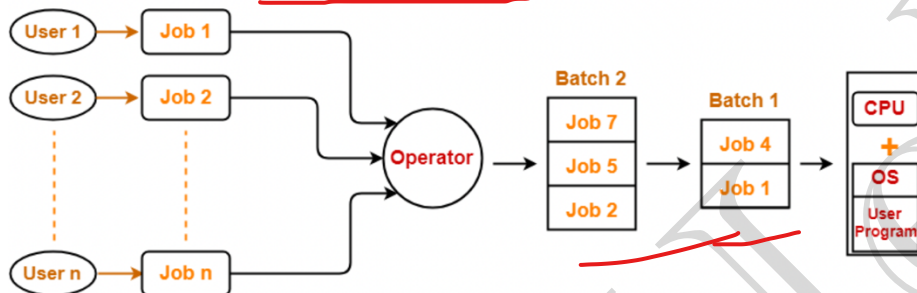 User 1
Job 1
User 2
Job 2
User n
Job n
Operator
Batch 2
Job 7
Job 5
Job 2
Batch 1
Job 4
Job 1
CPU
+
OS
User
Program